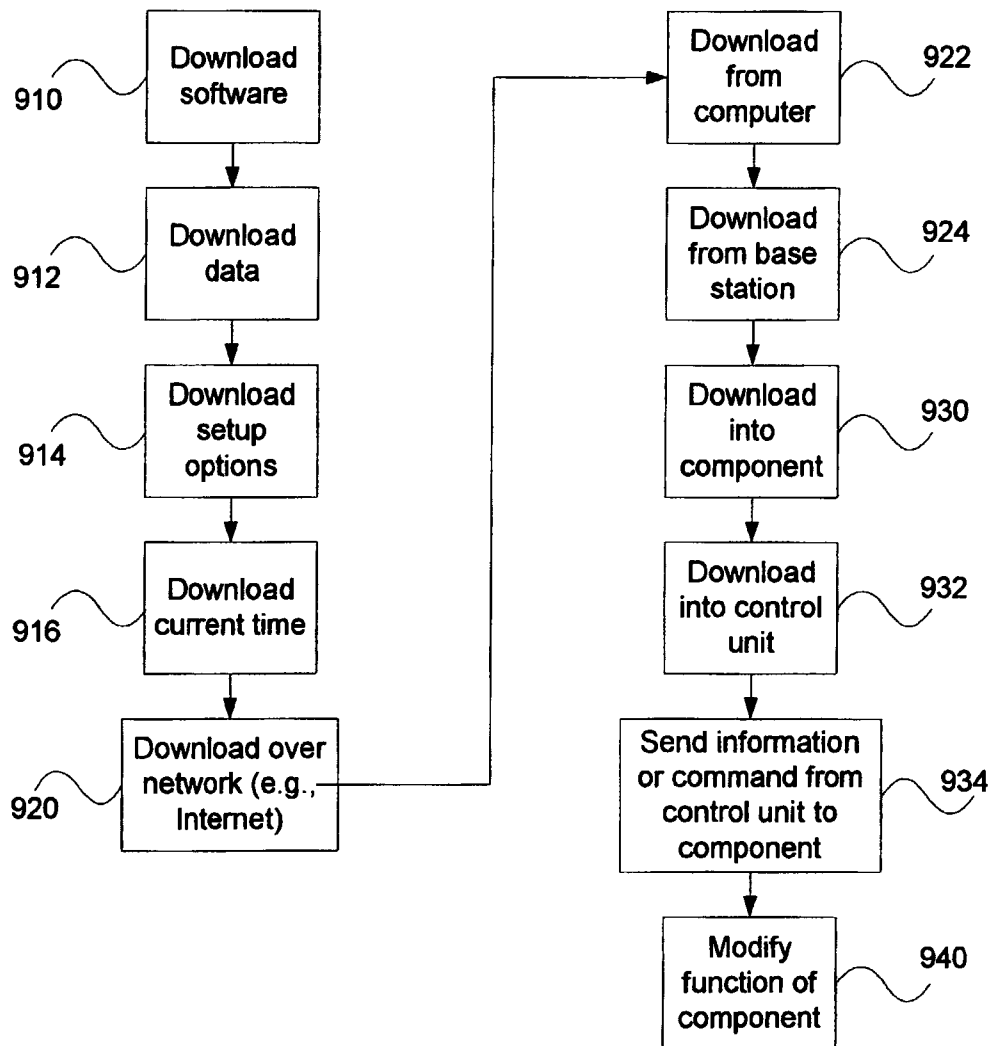 910
Download
software
912
Download
data
914
Download
setup
options
916
Download
current time
920
Download over
network (e.g.,
Internet)
Download
from
computer
922
Download
from base
station
924
Download
into
component
930
Download
into control
unit
932
Send information
or command from
control unit to
component
934
Modify
function of
component
940